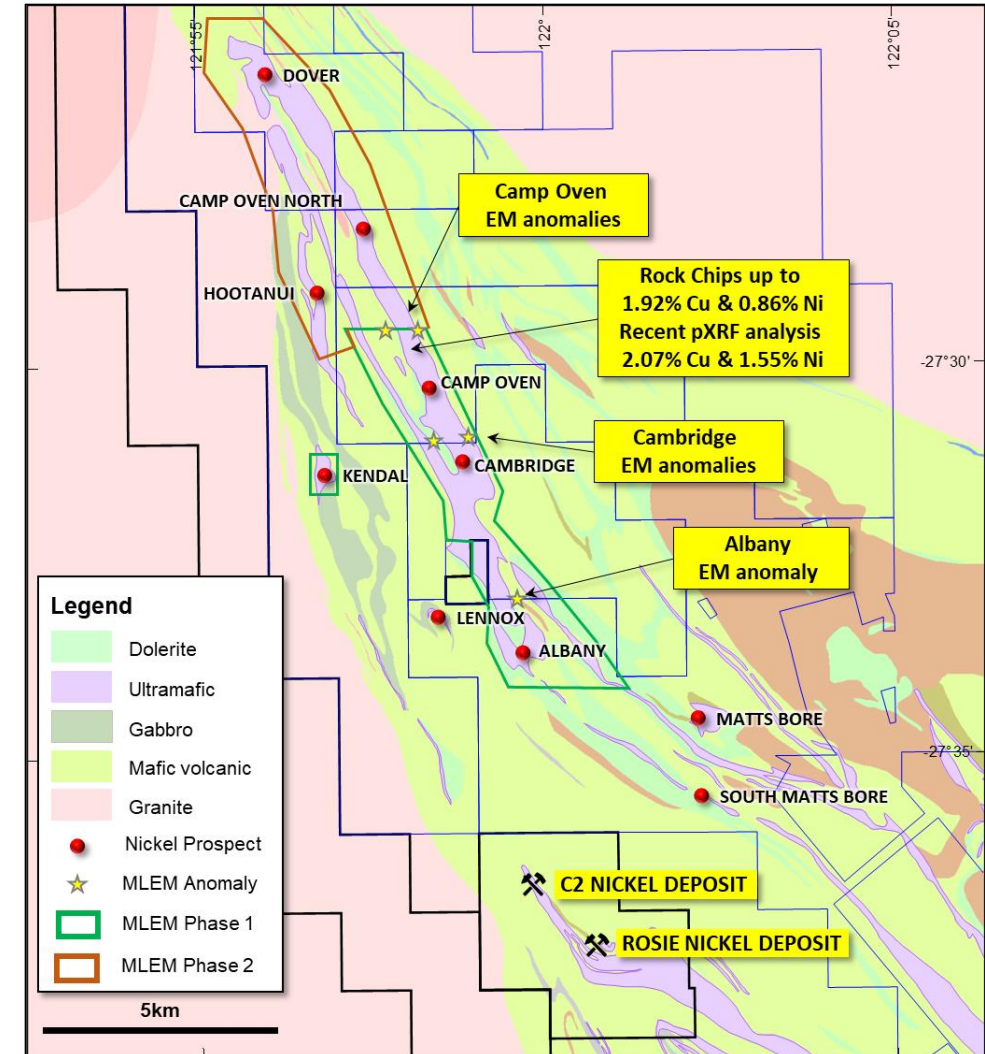 121°55'
122°
122°05'
DOVER
CAMP OVEN NORTH
Camp Oven
EM anomalies
HOOTANUI
Rock Chips up to
1.92% Cu & 0.86% Ni
Recent pXRF analysis
2.07% Cu & 1.55% Ni
-27°30'
CAMP OVEN
Cambridge
EM anomalies
CAMBRIDGE
KENDAL
Albany
EM anomaly
LENNOX
ALBANY
MATTS BORE
-27°35'
SOUTH MATTS BORE
C2 NICKEL DEPOSIT
ROSIE NICKEL DEPOSIT
Legend
Dolerite
Ultramafic
Gabbro
Mafic volcanic
Granite
Nickel Prospect
MLEM Anomaly
MLEM Phase 1
MLEM Phase 2
5km